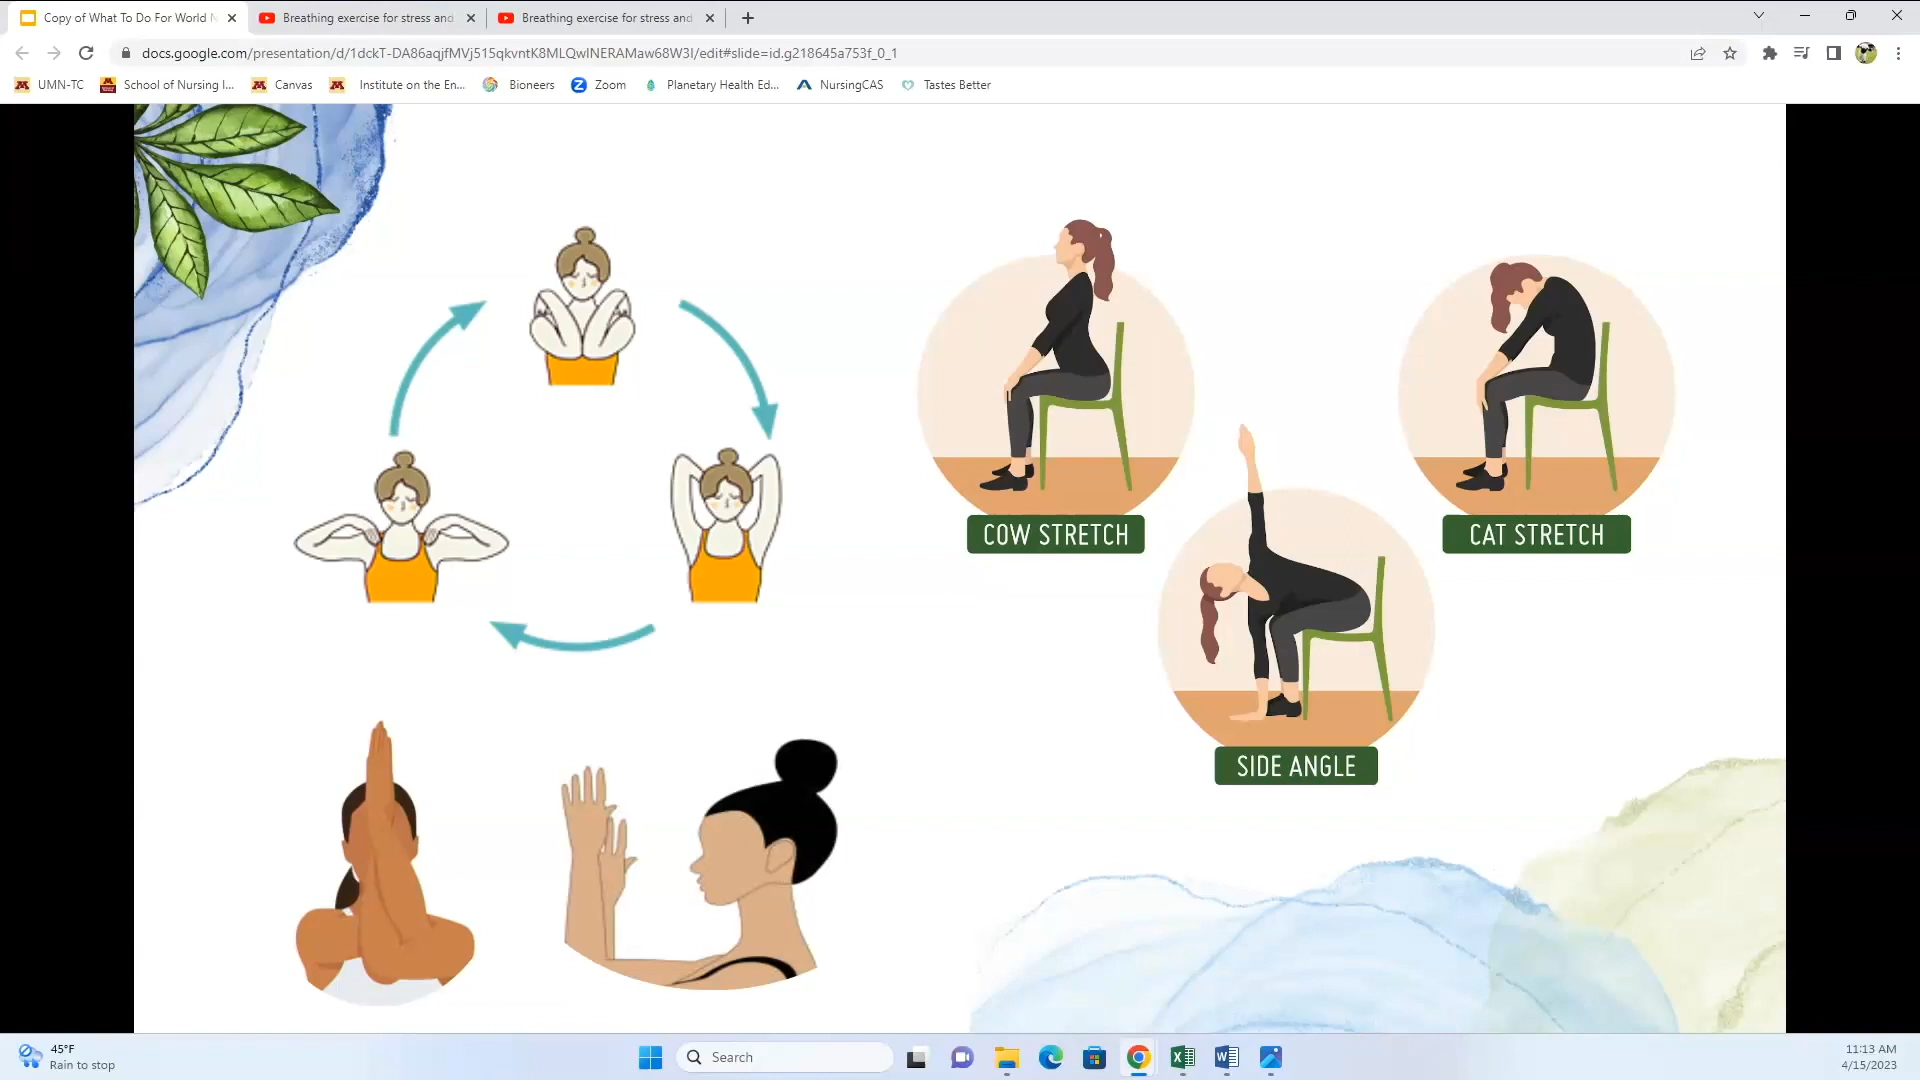 Copy of What To Do For World N
Breathing exercise for stress and
Breathing exercise for stress and
docs.google.com/presentation/d/1dckT-DA86aqjfMVj515qkvntK8MLQwINERAMaw68W3I/edit#slide=id.g218645a753f_0_1
UMN-TC
School of Nursing I...
Canvas
Institute on the En...
Bioneers
Zoom
Planetary Health Ed...
NursingCAS
Tastes Better
COW STRETCH
CAT STRETCH
SIDE ANGLE
45°F
Rain to stop
Search
11:13 AM
4/15/2023